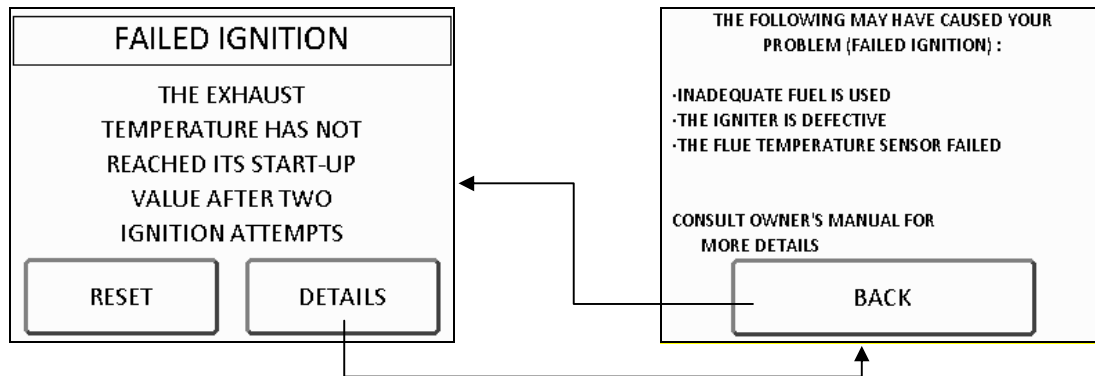 FAILED IGNITION
THE EXHAUST
TEMPERATURE HAS NOT
REACHED ITS START-UP
VALUE AFTER TWO
IGNITION ATTEMPTS
RESET
DETAILS
THE FOLLOWING MAY HAVE CAUSED YOUR
PROBLEM (FAILED IGNITION) :
·INADEQUATE FUEL IS USED
·THE IGNITER IS DEFECTIVE
·THE FLUE TEMPERATURE SENSOR FAILED
CONSULT OWNER'S MANUAL FOR
MORE DETAILS
BACK